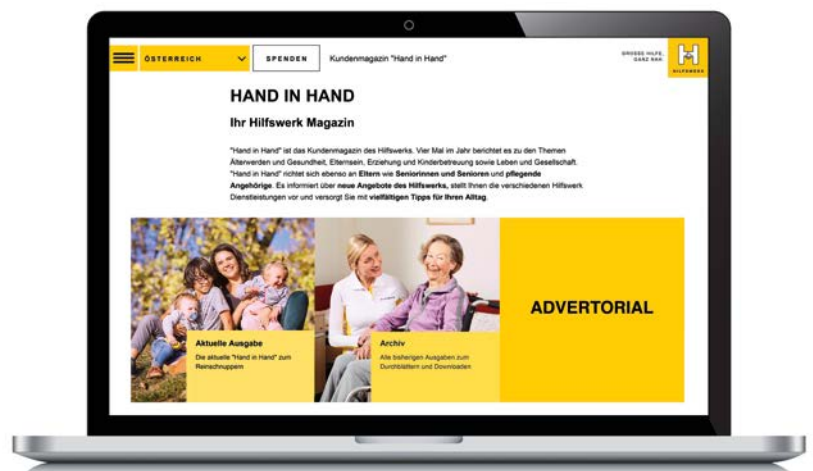 ÖSTERREICH
SPENDEN
Kundenmagazin "Hand in Hand"
GROSSE HILFE,
GANZ NAH.
HILFSWERK
HAND IN HAND
Ihr Hilfswerk Magazin
"Hand in Hand" ist das Kundenmagazin des Hilfswerks. Vier Mal im Jahr berichtet es zu den Themen
Älterwerden und Gesundheit, Elternsein, Erziehung und Kinderbetreuung sowie Leben und Gesellschaft.
"Hand in Hand" richtet sich ebenso an Eltern wie Seniorinnen und Senioren und pflegende
Angehörige. Es informiert über neue Angebote des Hilfswerks, stellt Ihnen die verschiedenen Hilfswerk
Dienstleistungen vor und versorgt Sie mit vielfältigen Tipps für Ihren Alltag.
Aktuelle Ausgabe
Die aktuelle "Hand in Hand" zum
Reinschnuppern
Archiv
Alle bisherigen Ausgaben zum
Durchblättern und Downloaden
ADVERTORIAL